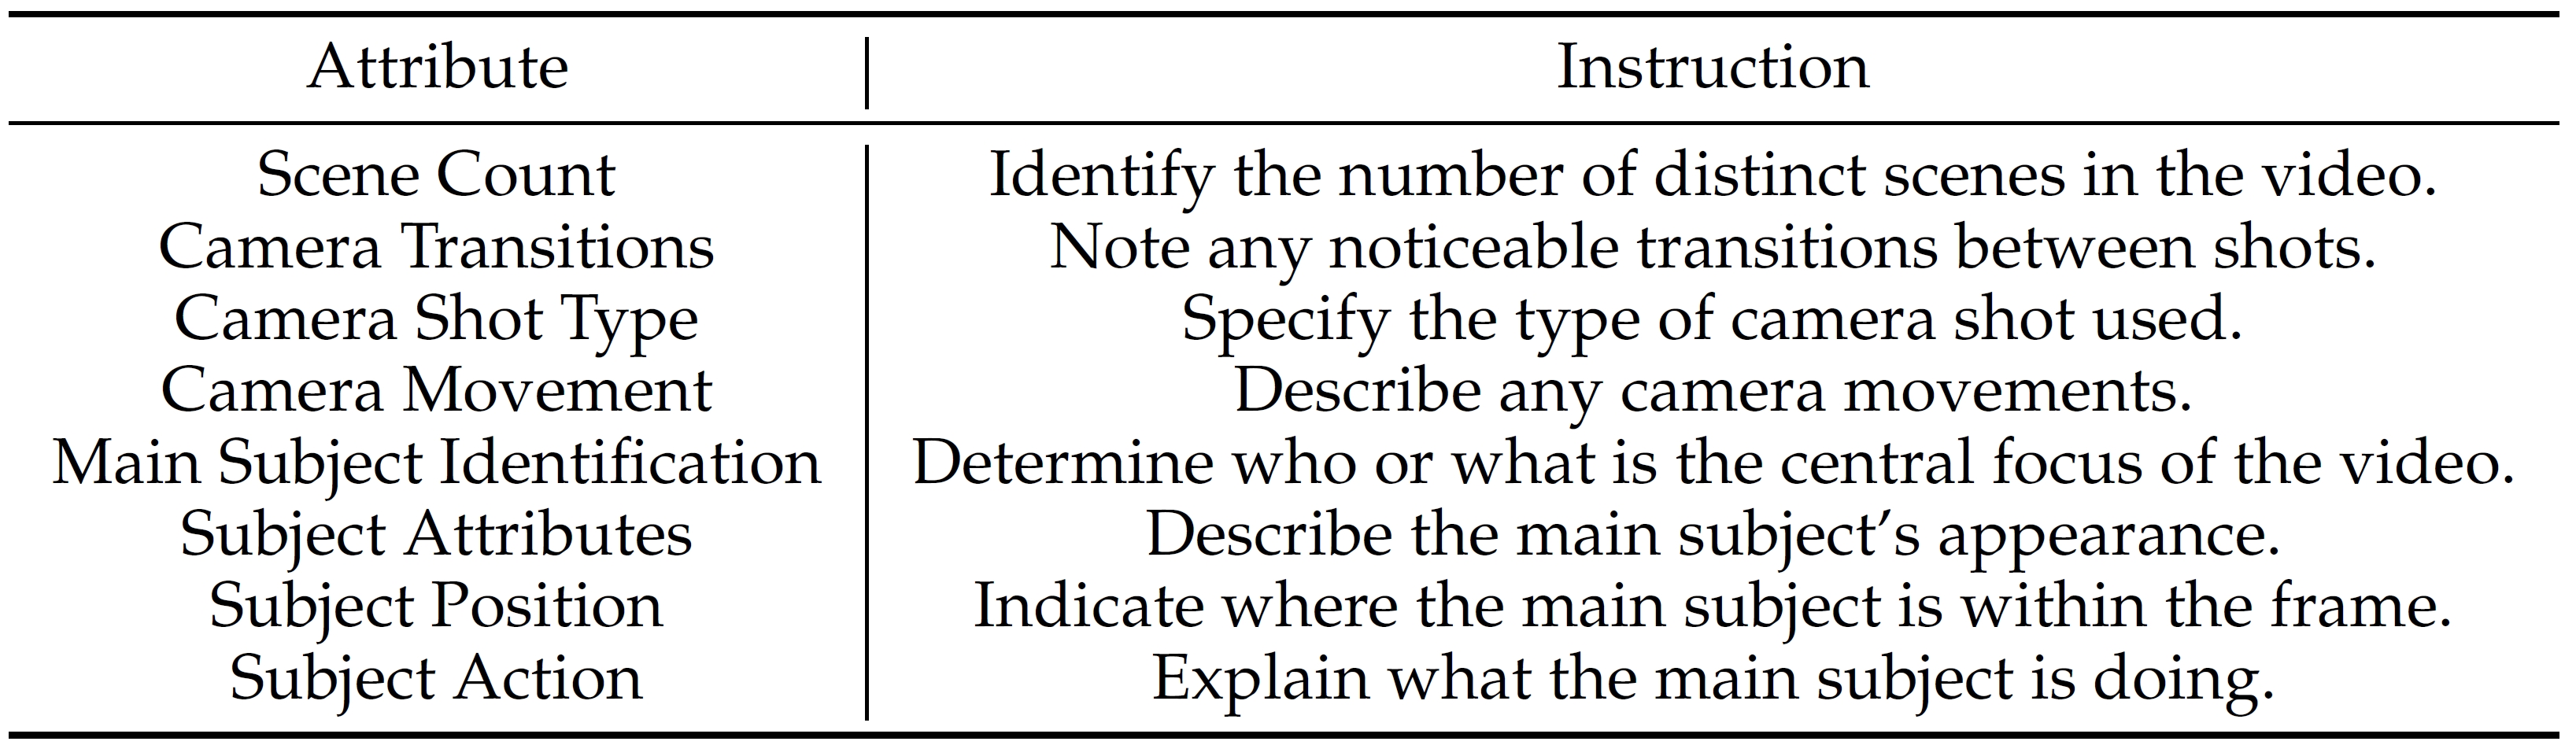 Attribute Instruction
Scene Count Identify the number of distinct scenes in the video.
Camera Transitions Note any noticeable transitions between shots.
Camera Shot Type Specify the type of camera shot used.
Camera Movement Describe any camera movements.
Main Subject Identification Determine who or what is the central focus of the video.
Subject Attributes Describe the main subject’s appearance.
Subject Position Indicate where the main subject is within the frame.
Subject Action Explain what the main subject is doing.